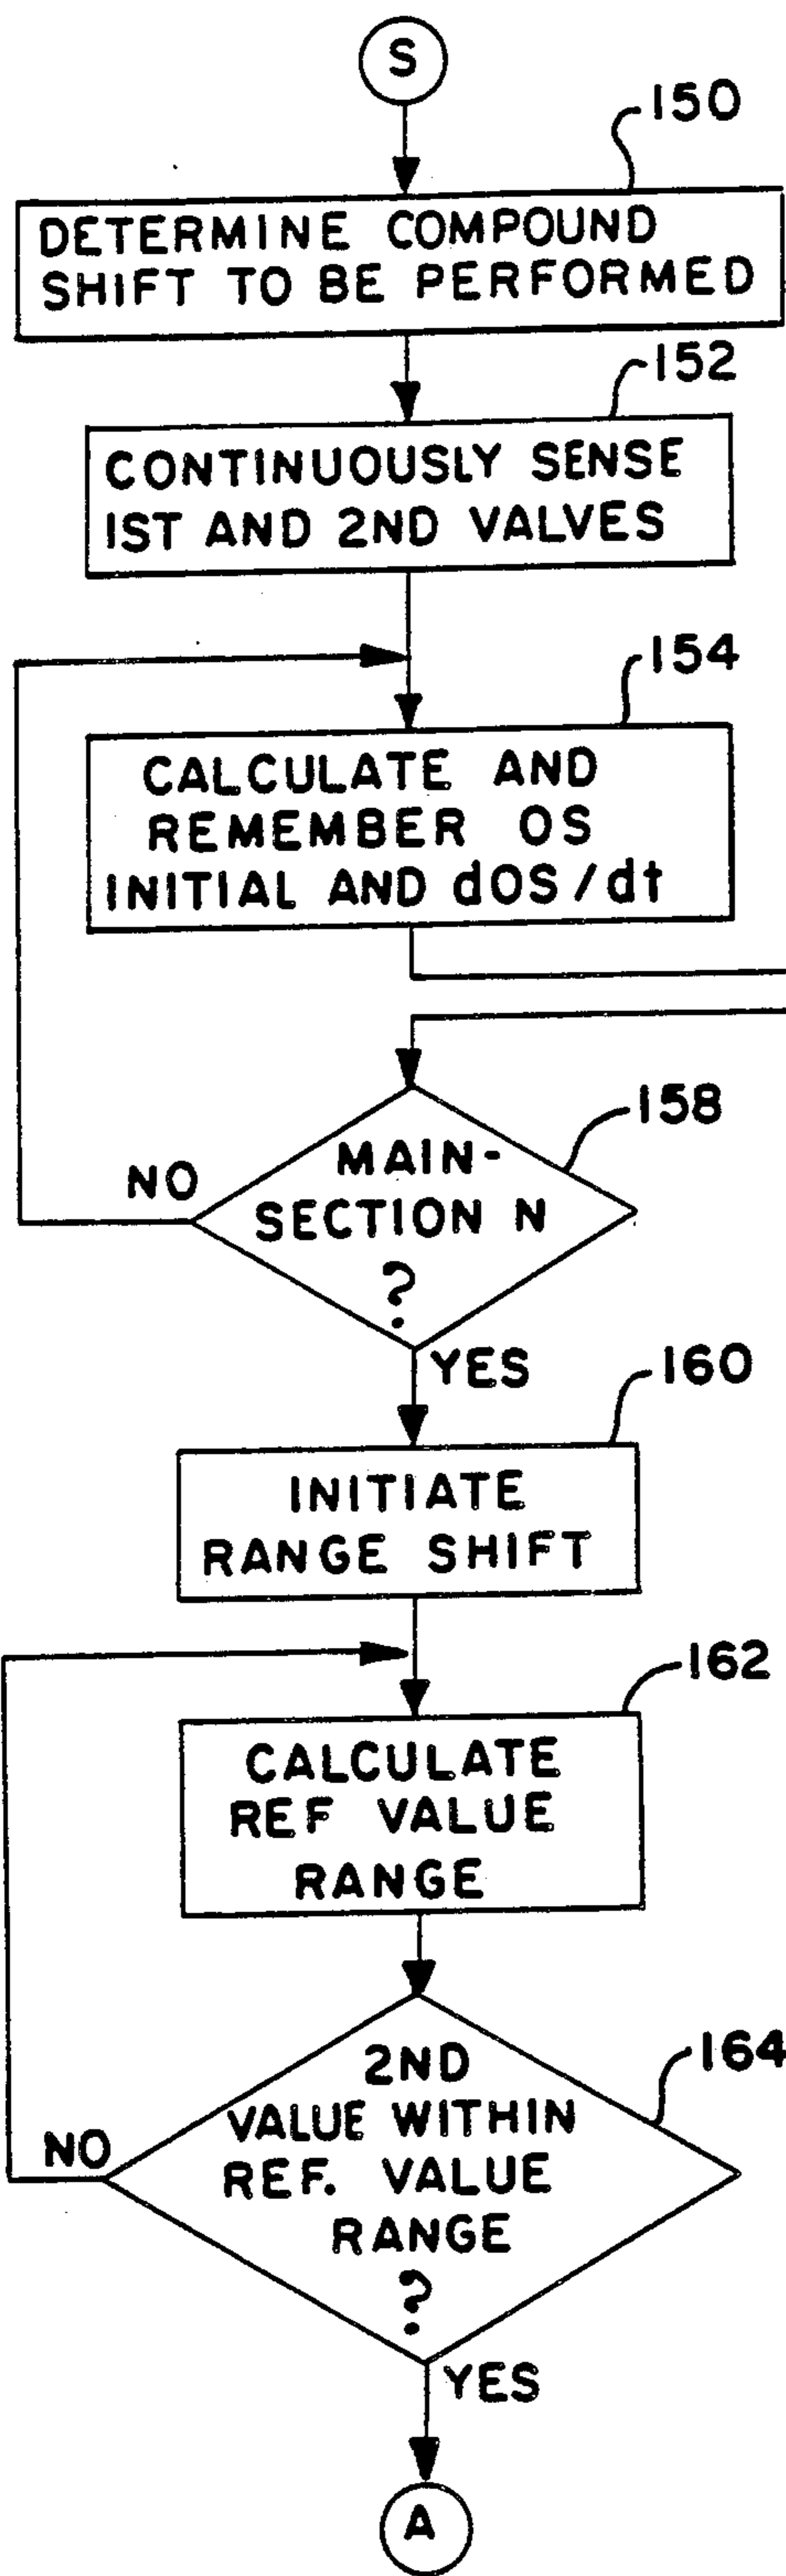 S
150
DETERMINE COMPOUND
SHIFT TO BE PERFORMED
152
CONTINUOUSLY SENSE
1ST AND 2ND VALVES
154
CALCULATE AND
REMEMBER OS
INITIAL AND dOS/dt
158
MAIN-
SECTION N
?
NO
YES
160
INITIATE
RANGE SHIFT
162
CALCULATE
REF VALUE
RANGE
164
2ND
VALUE WITHIN
REF. VALUE
RANGE
?
NO
YES
A